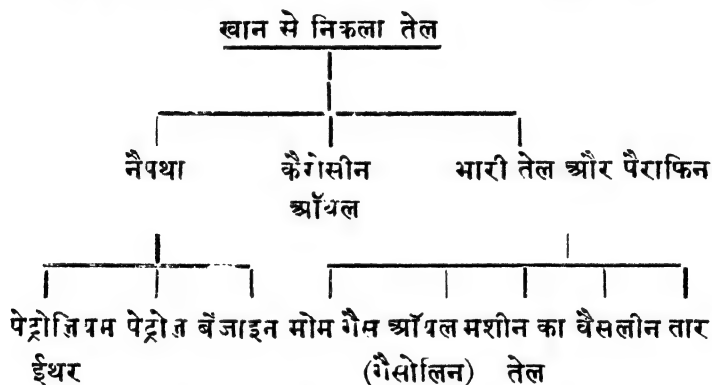 खान से निकला तेल
नैपथा कैरोसीन भारी तेल और पैराफिन
ऑयल
पेट्रोलियम पेट्रोल बेंजाइन मोम गैस ऑयल मशीन का वैसलीन तार
ईथर (गैसोलिन) तेल